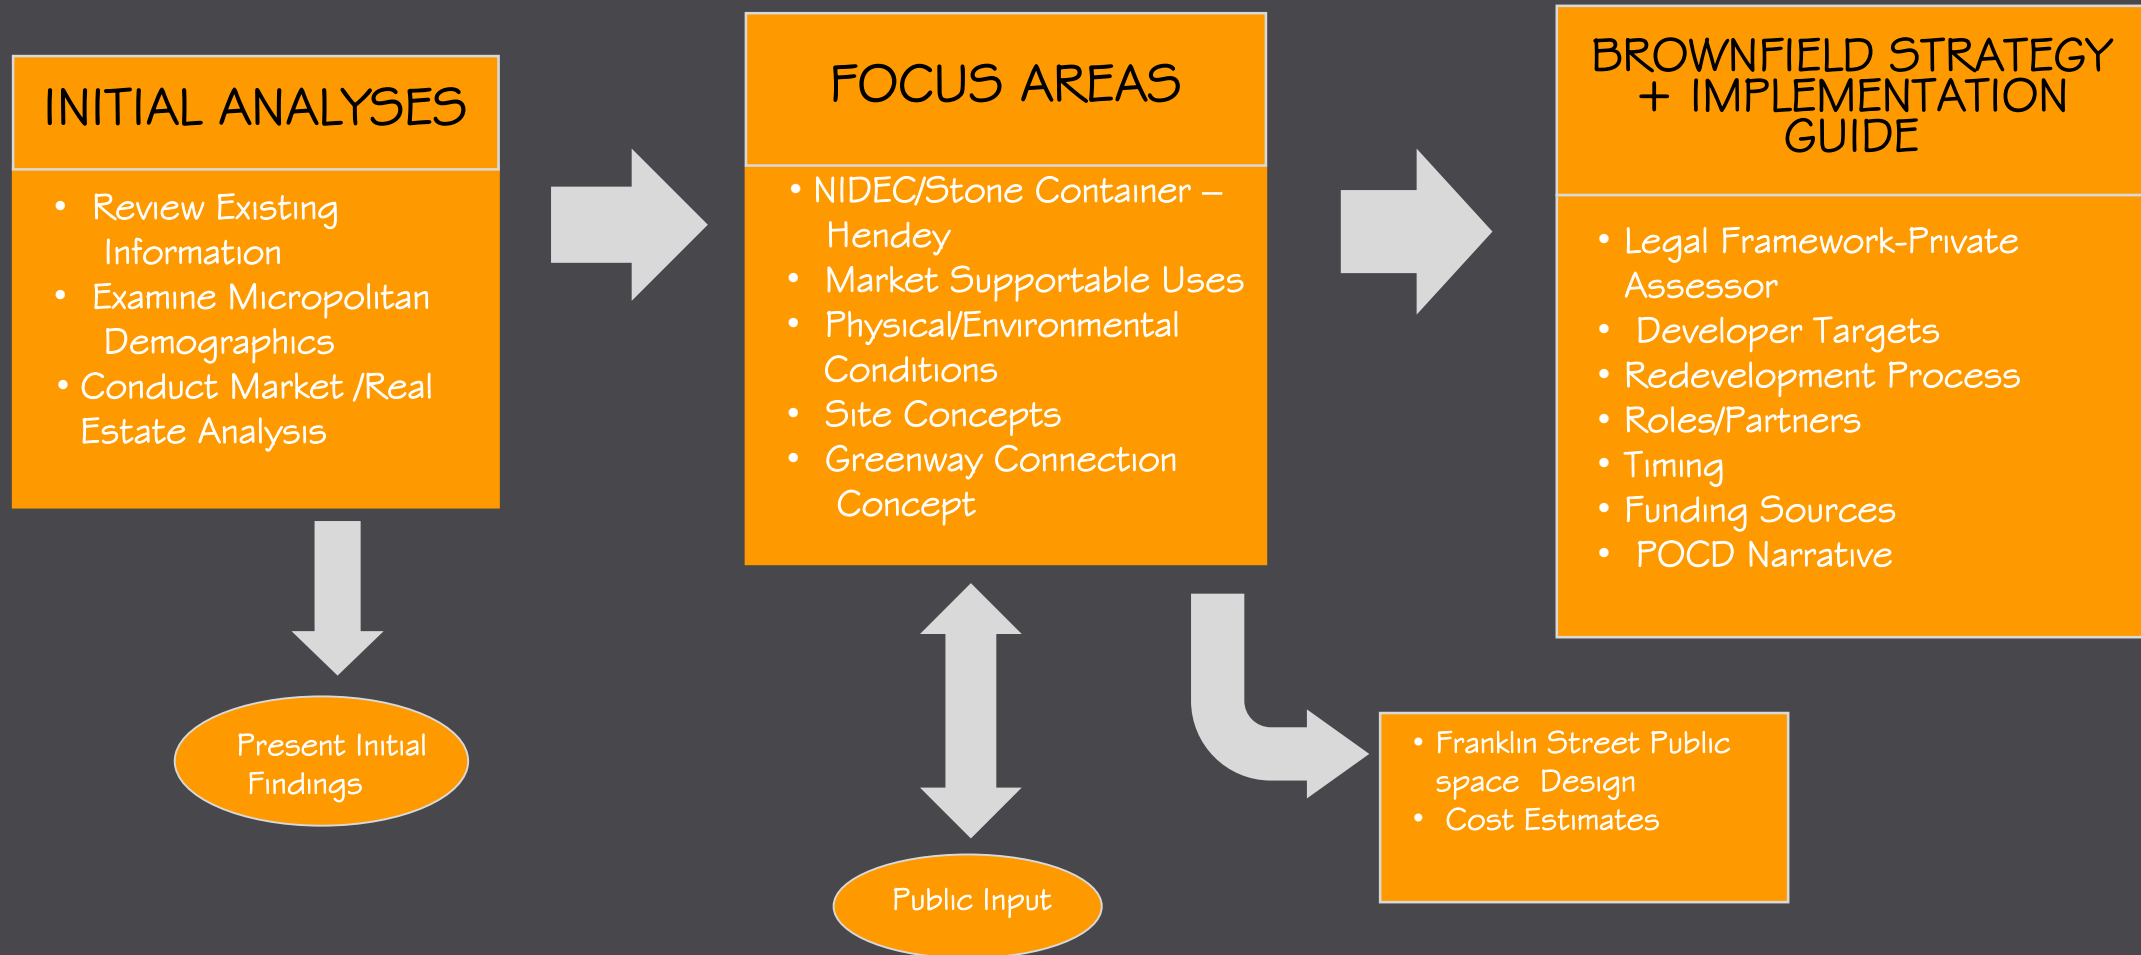 INITIAL ANALYSES
• Review Existing
Information
• Examine Micropolitan
Demographics
• Conduct Market /Real
Estate Analysis
Present Initial
Findings
FOCUS AREAS
• NIDEC/Stone Container –
Hendey
• Market Supportable Uses
• Physical/Environmental
Conditions
• Site Concepts
• Greenway Connection
Concept
Public Input
• Franklin Street Public
space Design
• Cost Estimates
BROWNFIELD STRATEGY
+ IMPLEMENTATION
GUIDE
• Legal Framework-Private
Assessor
• Developer Targets
• Redevelopment Process
• Roles/Partners
• Timing
• Funding Sources
• POCD Narrative